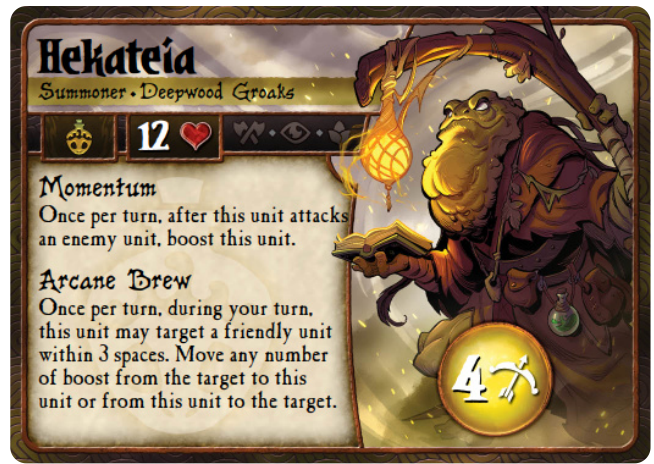 Hekateia
Summoner • Deepwood Groaks
12
Momentum
Once per turn, after this unit attacks
an enemy unit, boost this unit.
Arcane Brew
Once per turn, during your turn,
this unit may target a friendly unit
within 3 spaces. Move any number
of boost from the target to this
unit or from this unit to the target.
4